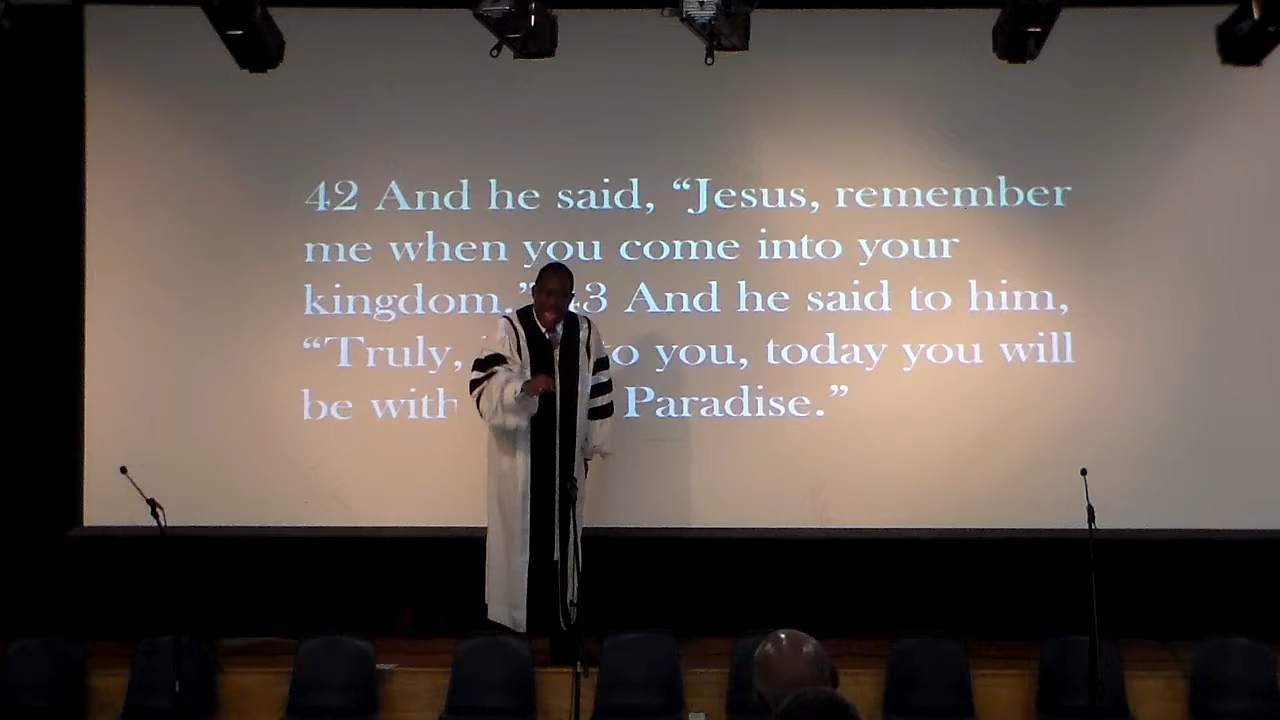 42 And he said, “Jesus, remember
me when you come into your
kingdom.” 43 And he said to him,
“Truly, to you, today you will
be with Paradise.”